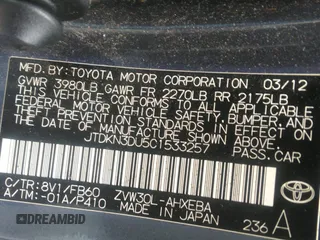 MFD. BY: TOYOTA MOTOR CORPORATION 03/12
GVWR 3980LB GAWR FR 2270LB RR 2175LB
THIS VEHICLE CONFORMS TO ALL APPLICABLE
FEDERAL MOTOR VEHICLE SAFETY, BUMPER, AND
THEFT PREVENTION STANDARDS IN EFFECT ON
THE DATE OF MANUFACTURE SHOWN ABOVE.
JTDKN3DU5C1533257
C/TR: 8V1/FB60 ZVW30L-AHXEBA
A/TM: -01A/P410 MADE IN JAPAN
TOYOTA
236 A
DREAMBID